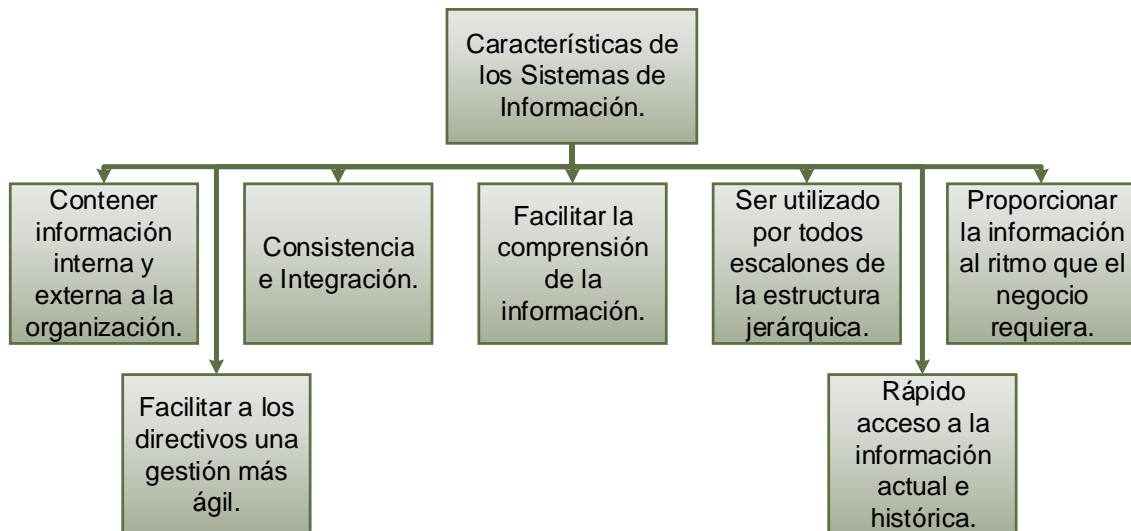 Características de
los Sistemas de
Información.
Contener
información
interna y
externa a la
organización.
Consistencia
e Integración.
Facilitar la
comprensión
de la
información.
Ser utilizado
por todos
escalones de
la estructura
jerárquica.
Proporcionar
la información
al ritmo que el
negocio
requiera.
Facilitar a los
directivos una
gestión más
ágil.
Rápido
acceso a la
información
actual e
histórica.